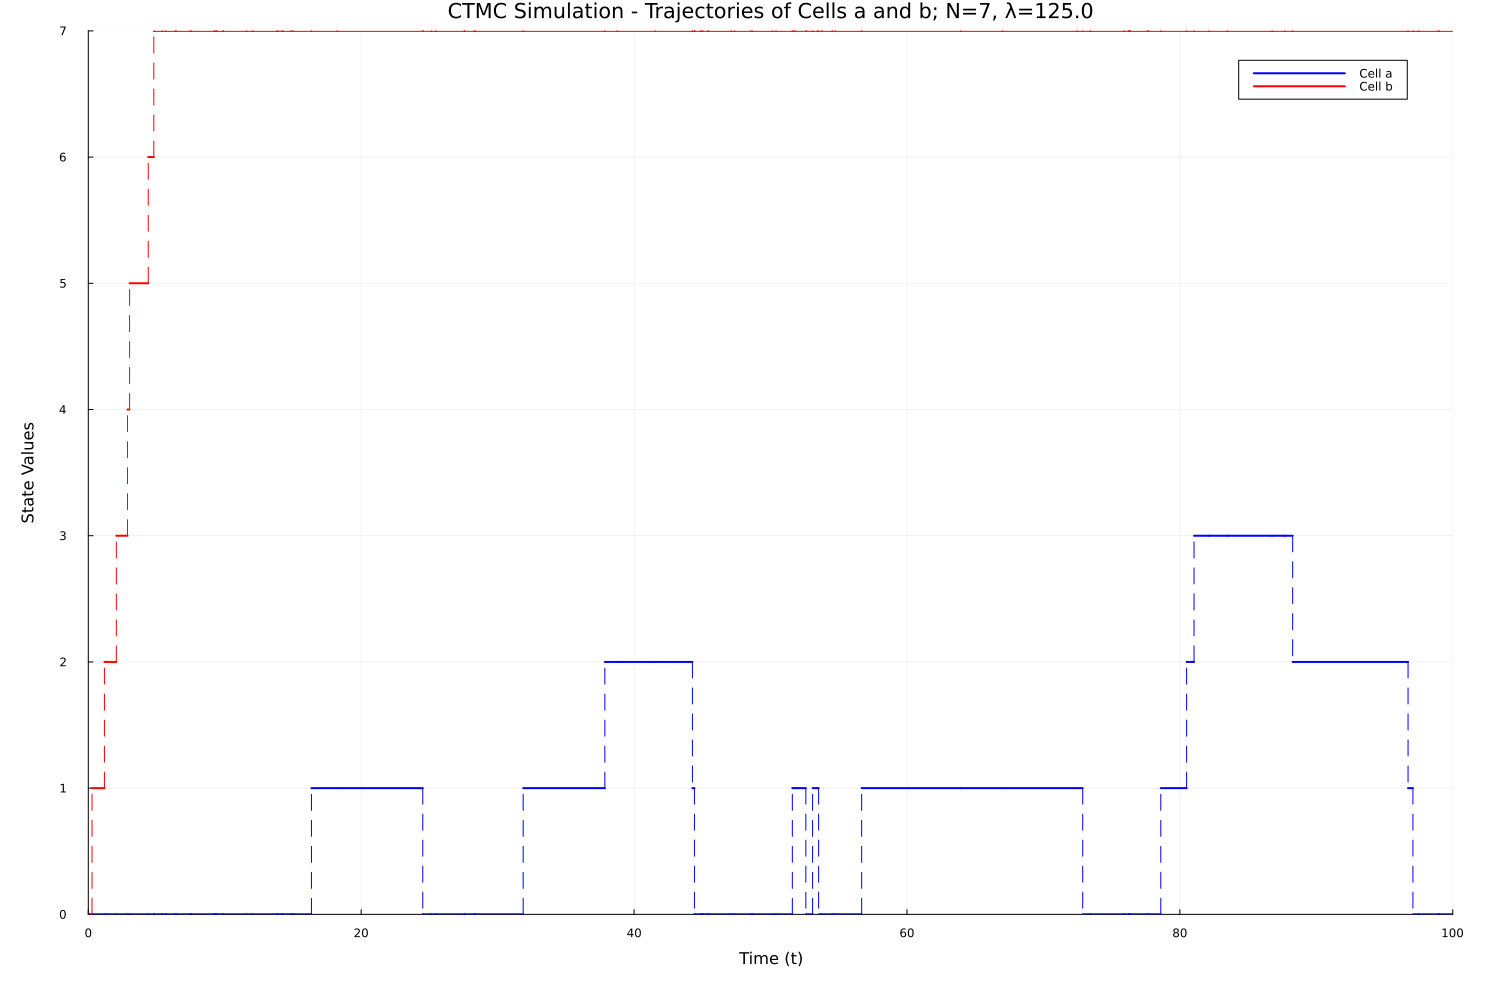 CTMC Simulation - Trajectories of Cells a and b; N=7, λ=125.0
7
Cell a
Cell b
6
5
4
State Values
3
2
1
0
0 20 40 60 80 100
Time (t)